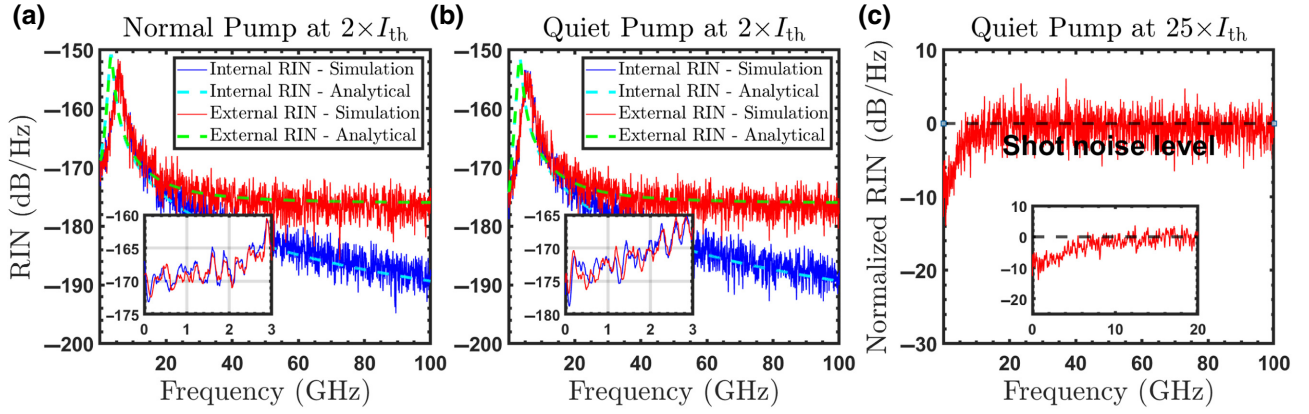 (a) Normal Pump at 2×I_th
RIN (dB/Hz)
−150
−160
−170
−180
−190
−200
Internal RIN - Simulation
Internal RIN - Analytical
External RIN - Simulation
External RIN - Analytical
−160
−165
−170
−175
0 1 2 3
20 40 60 80 100
Frequency (GHz)
(b) Quiet Pump at 2×I_th
−150
−160
−170
−180
−190
−200
Internal RIN - Simulation
Internal RIN - Analytical
External RIN - Simulation
External RIN - Analytical
−165
−170
−175
−180
0 1 2 3
20 40 60 80 100
Frequency (GHz)
(c) Quiet Pump at 25×I_th
Normalized RIN (dB/Hz)
10
0
−10
−20
−30
Shot noise level
10
0
−10
−20
0 10 20
20 40 60 80 100
Frequency (GHz)